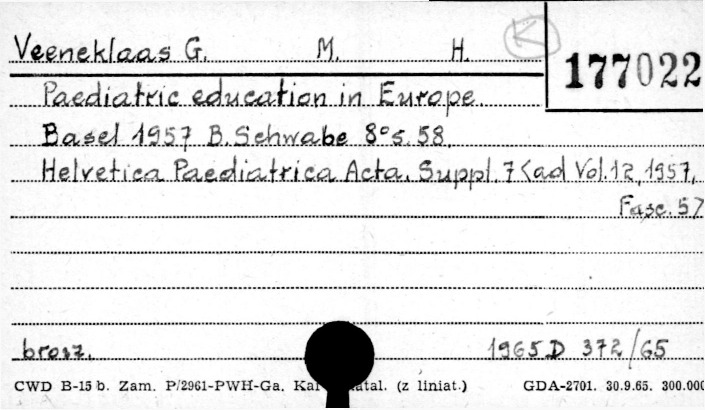 Veeneklaas G. M. H. K
177022
Paediatric education in Europe.
Basel 1957 B. Schwabe 8° s. 58.
Helvetica Paediatrica Acta. Suppl. 7 <ad Vol. 12, 1957,
Fasc. 5>
brosz. 1965 D 372/65
CWD B-15 b. Zam. P/2961-PWH-Ga. (z liniat.) GDA-2701. 30.9.65. 300.000